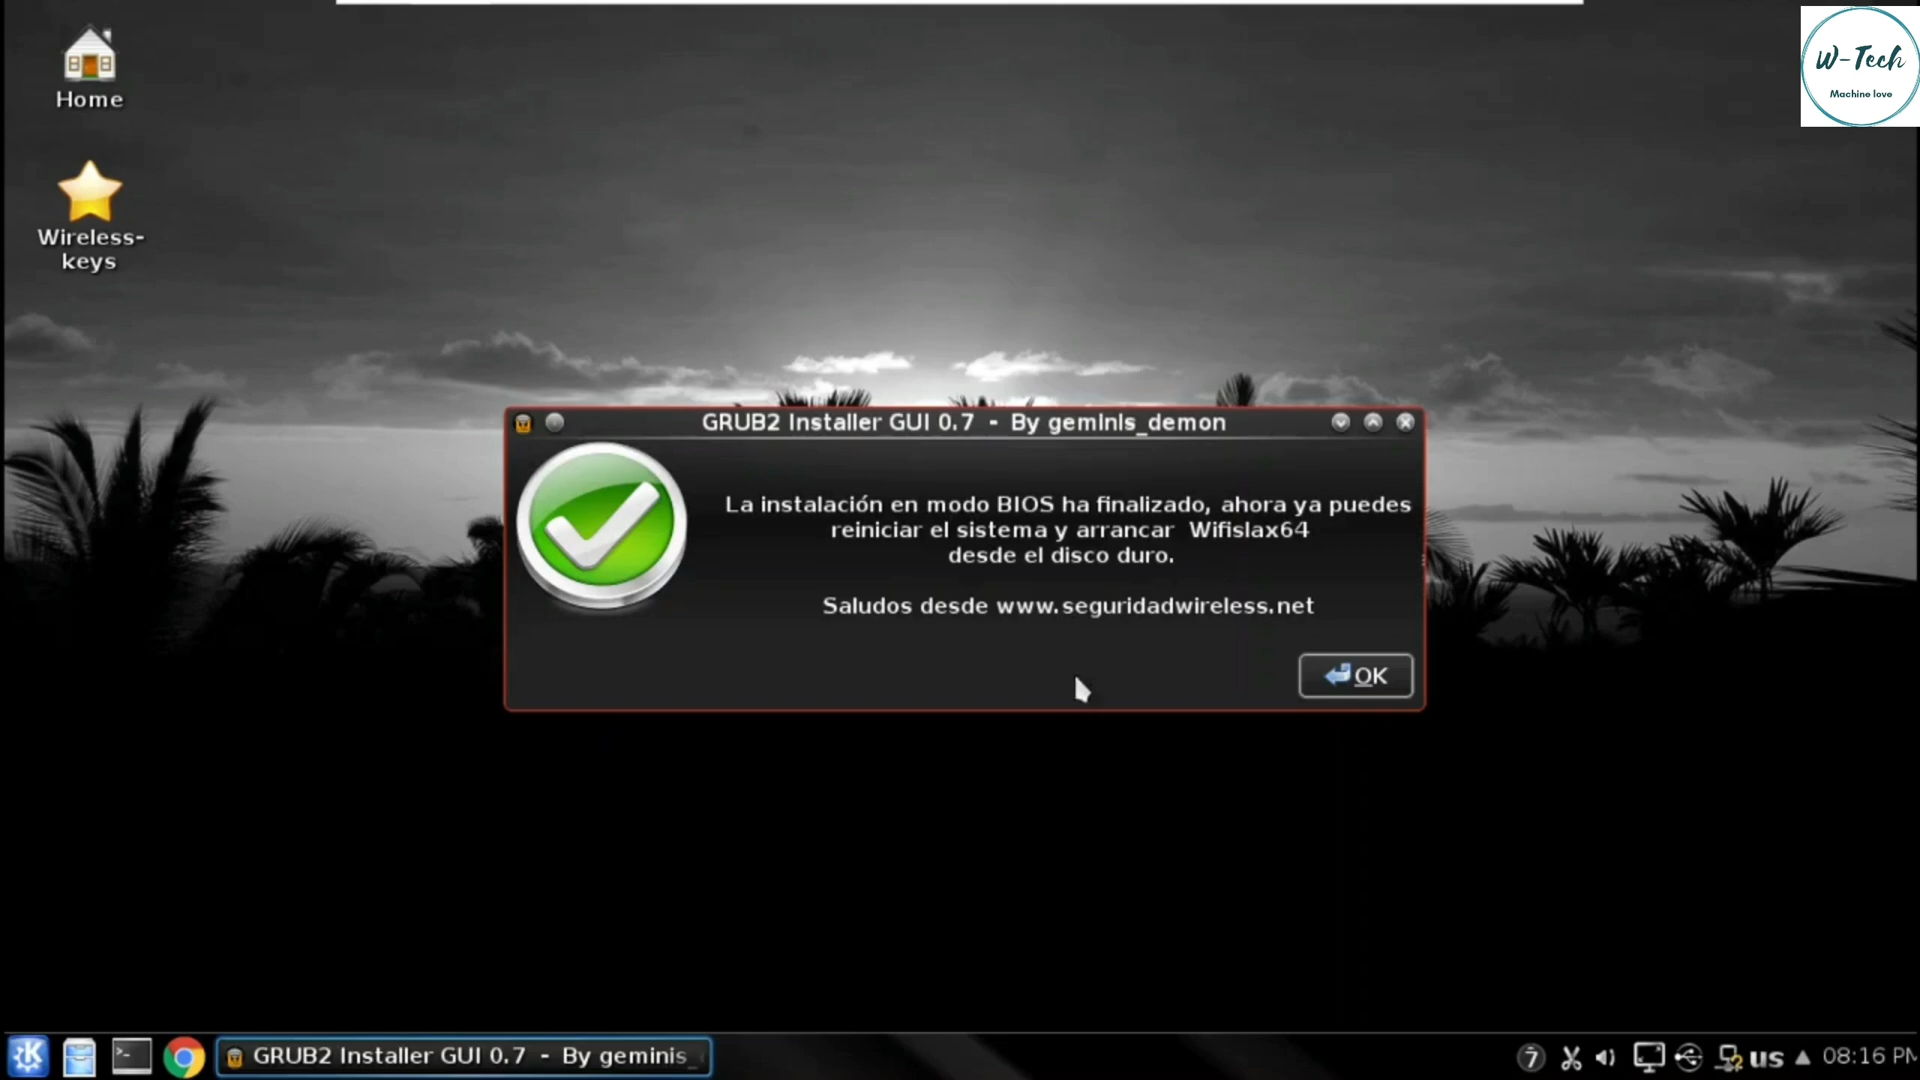 Home
Wireless-
keys
W-Tech
Machine love
GRUB2 Installer GUI 0.7 - By geminis_demon
La instalación en modo BIOS ha finalizado, ahora ya puedes
reiniciar el sistema y arrancar Wifislax64
desde el disco duro.
Saludos desde www.seguridadwireless.net
OK
GRUB2 Installer GUI 0.7 - By geminis_
7
us
08:16 PM